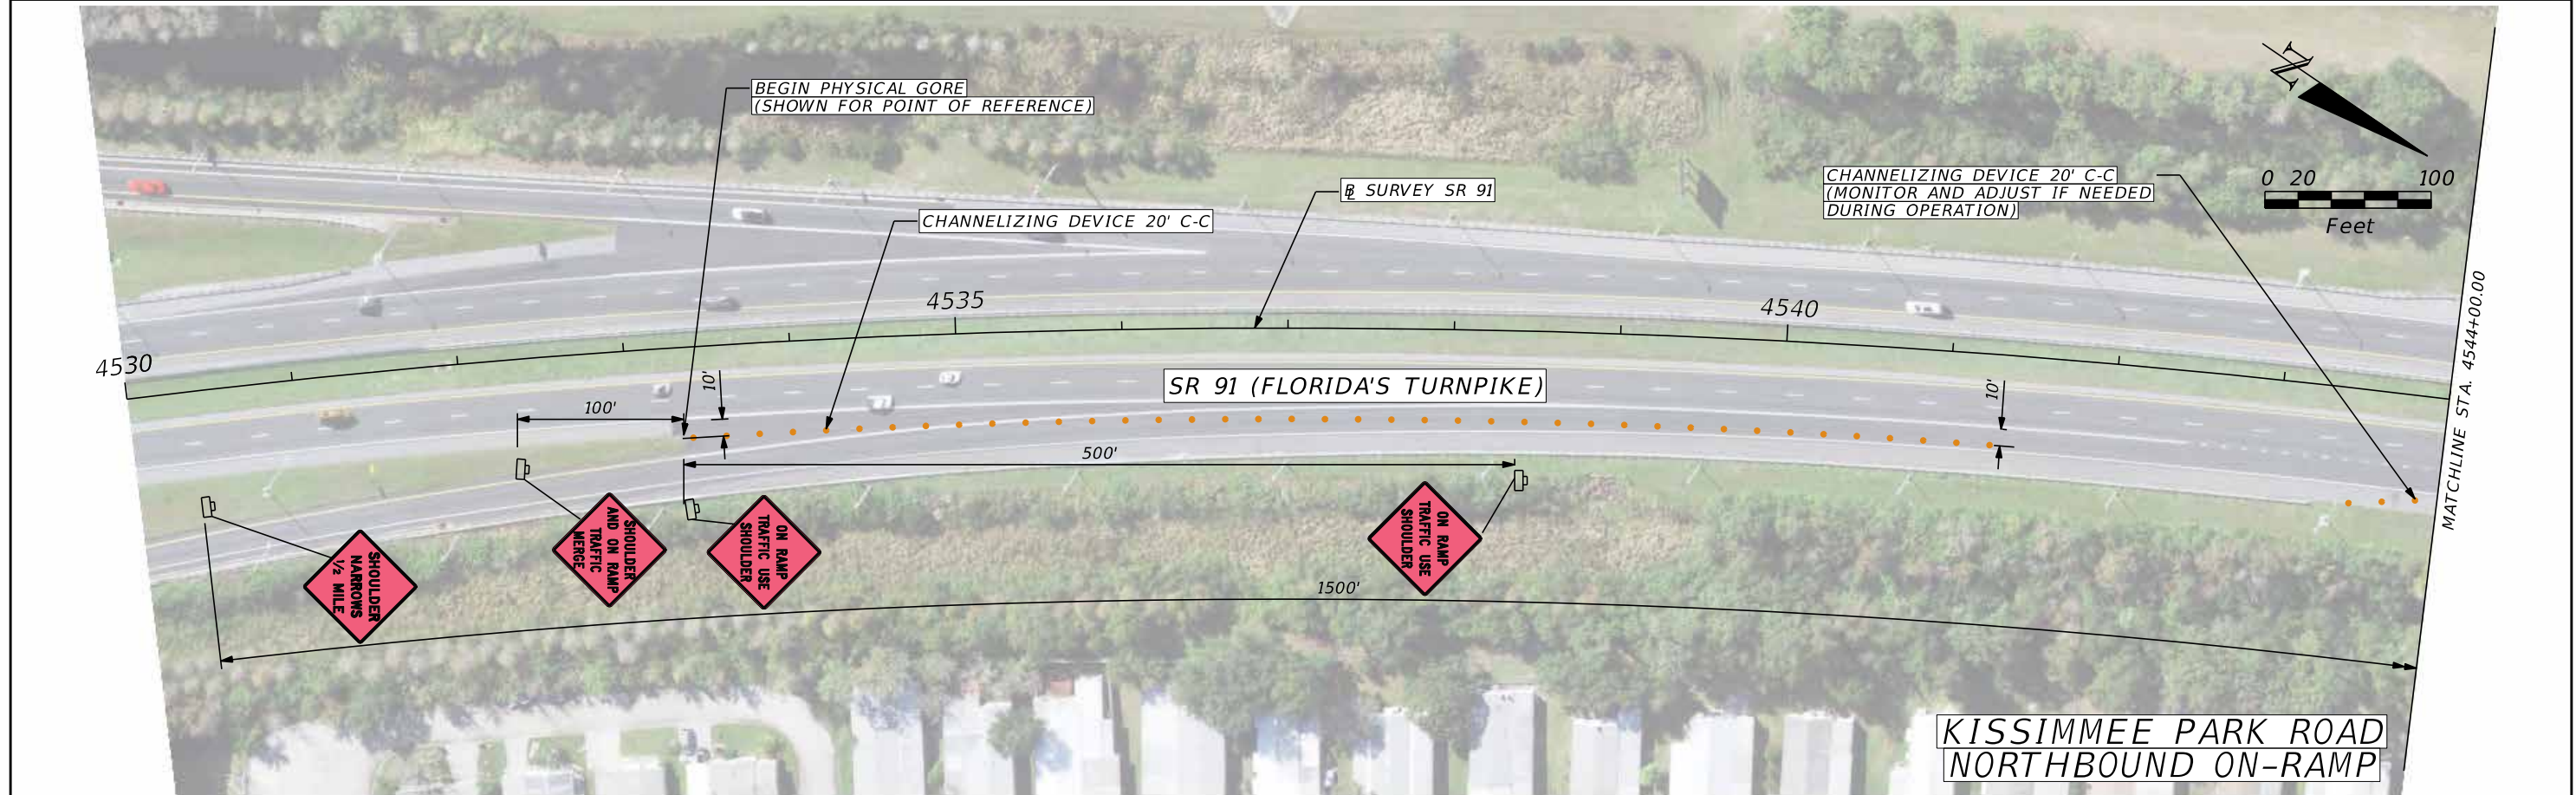 BEGIN PHYSICAL GORE
(SHOWN FOR POINT OF REFERENCE)
CHANNELIZING DEVICE 20' C-C
℄ SURVEY SR 91
CHANNELIZING DEVICE 20' C-C
(MONITOR AND ADJUST IF NEEDED
DURING OPERATION)
N
0 20 100
Feet
4530
4535
4540
MATCHLINE STA. 4544+00.00
SR 91 (FLORIDA'S TURNPIKE)
100'
10'
10'
500'
1500'
SHOULDER
NARROWS
½ MILE
SHOULDER
AND ON RAMP
TRAFFIC
MERGE
ON RAMP
TRAFFIC USE
SHOULDER
ON RAMP
TRAFFIC USE
SHOULDER
KISSIMMEE PARK ROAD
NORTHBOUND ON-RAMP